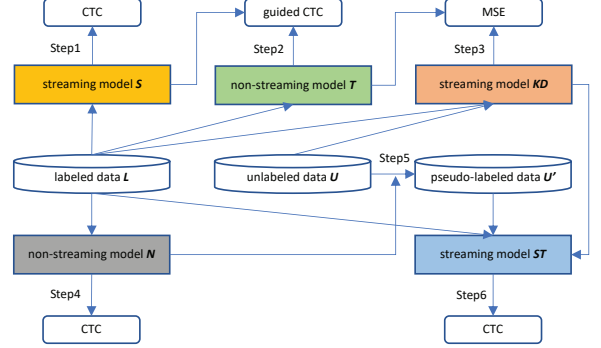 CTC
guided CTC
MSE
Step1
Step2
Step3
streaming model S
non-streaming model T
streaming model KD
Step5
labeled data L
unlabeled data U
pseudo-labeled data U’
non-streaming model N
streaming model ST
Step4
Step6
CTC
CTC